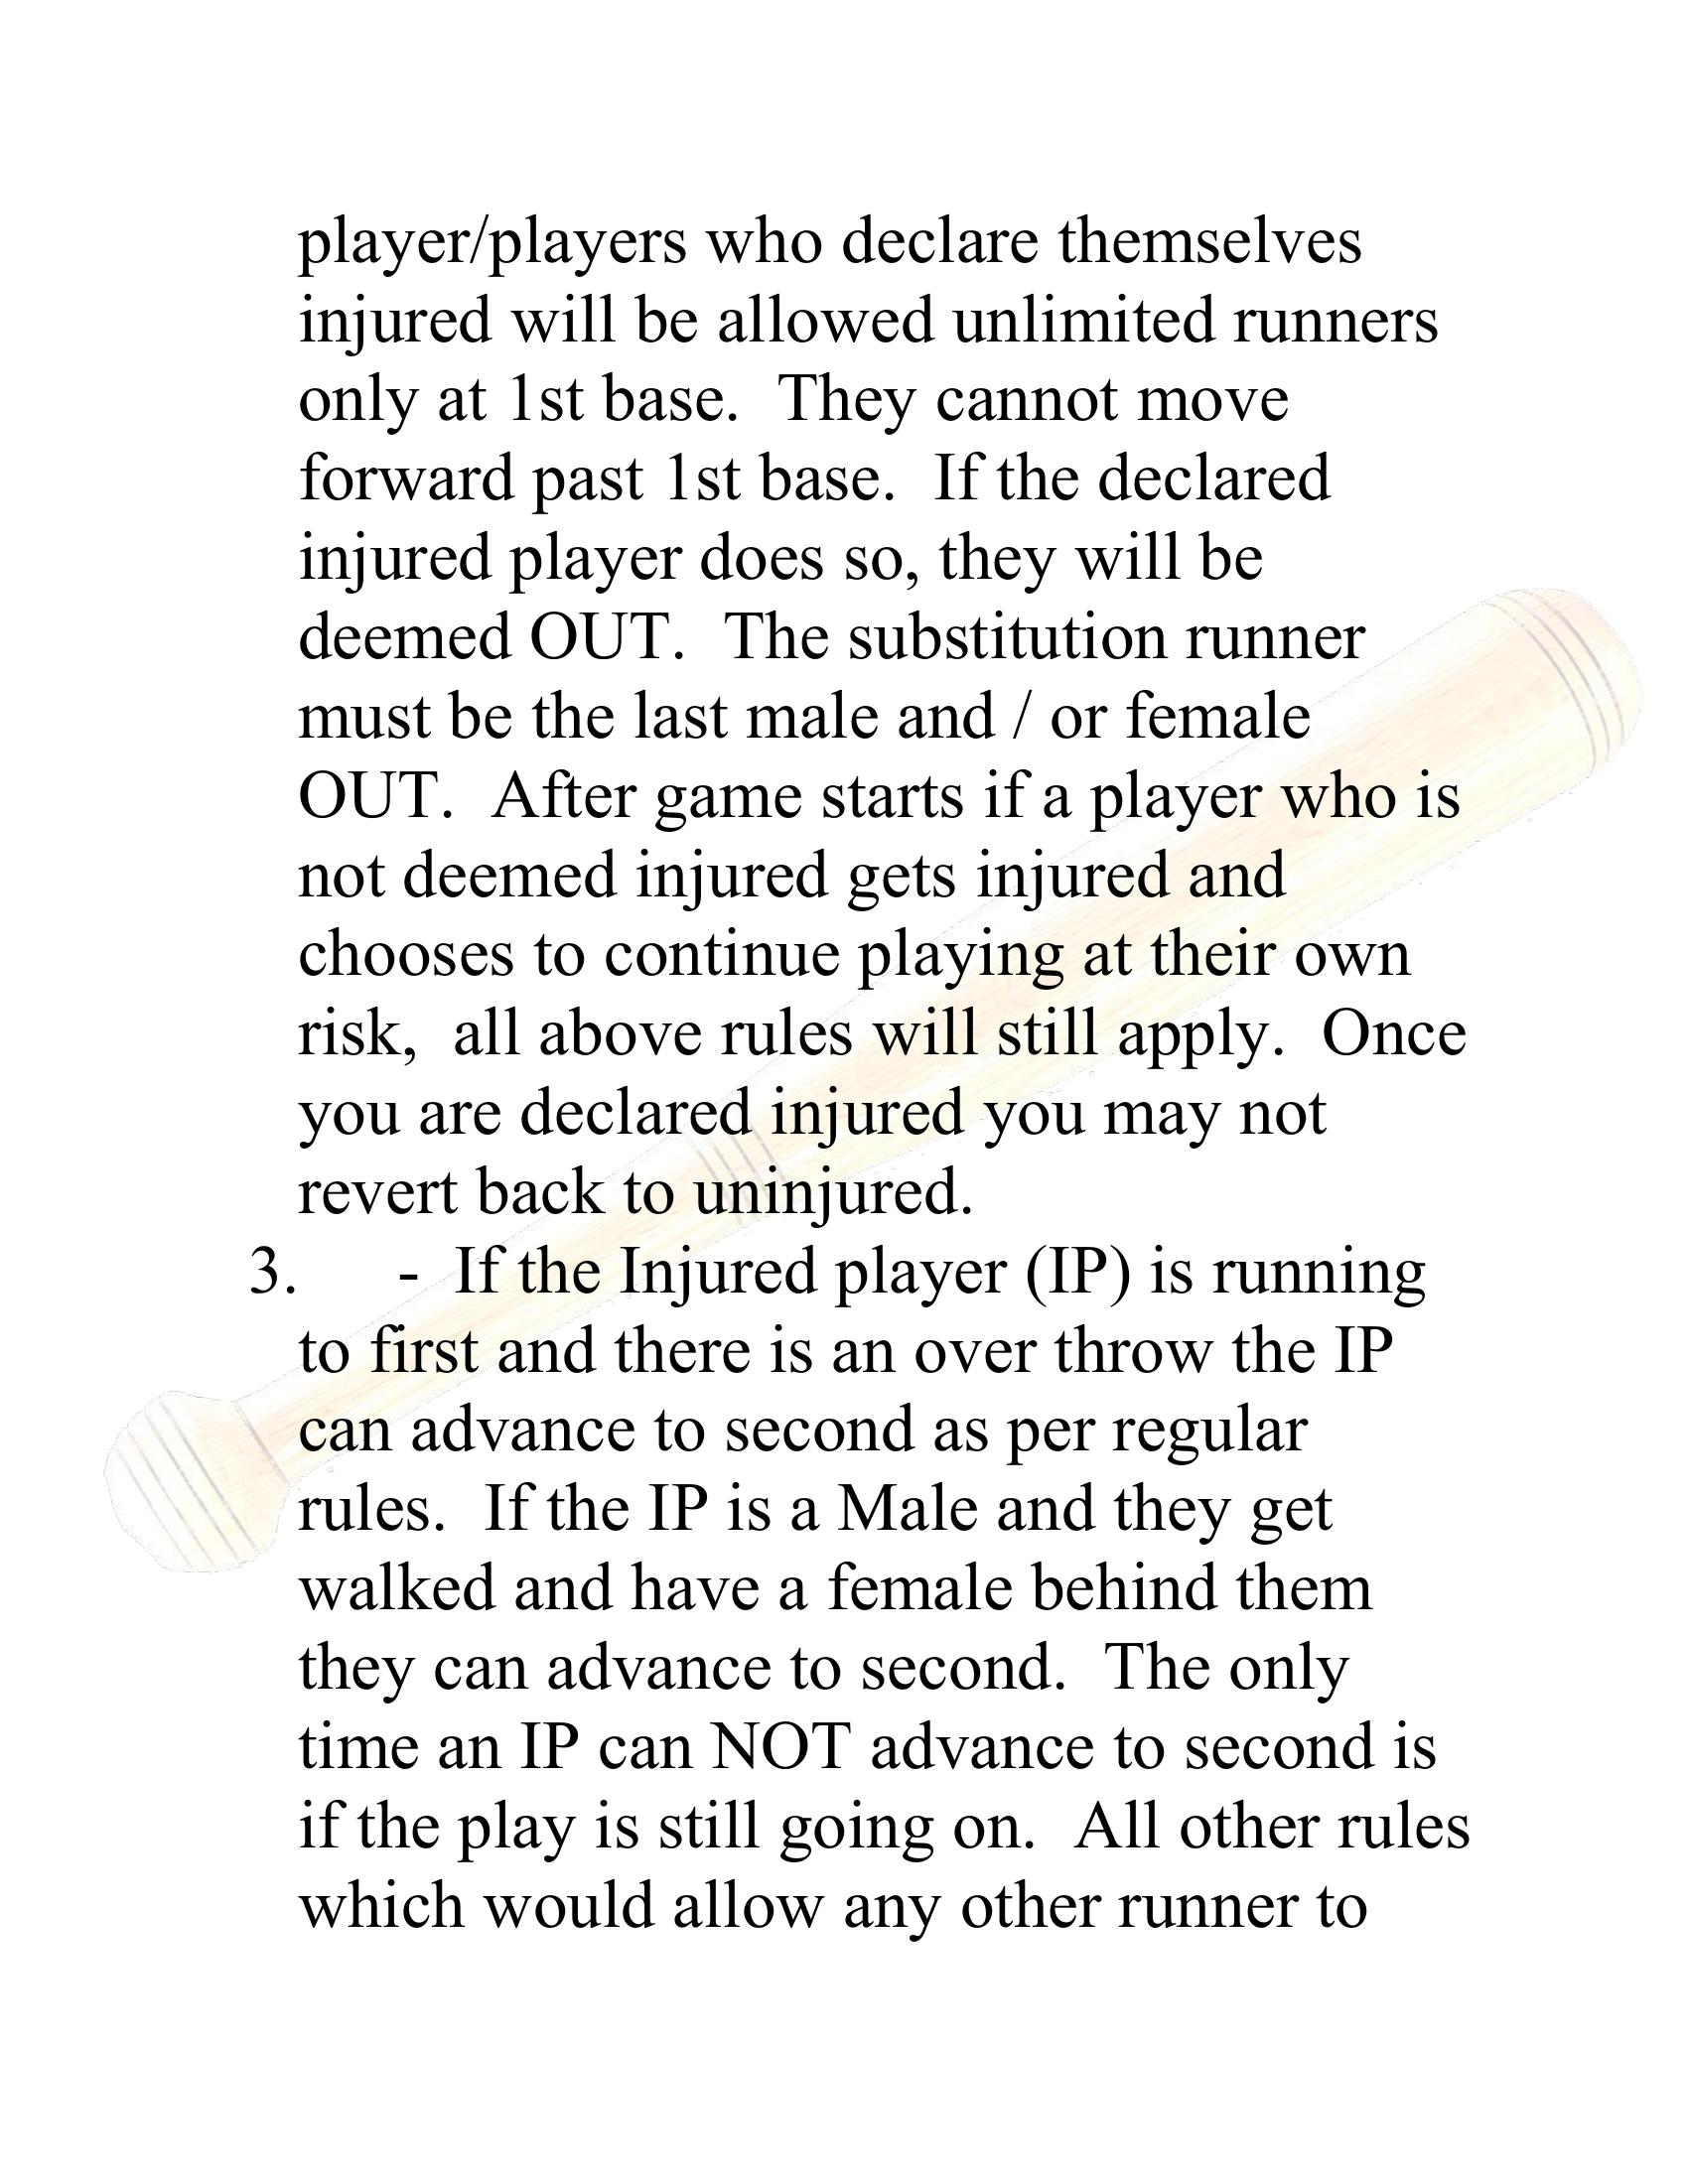 player/players who declare themselves
injured will be allowed unlimited runners
only at 1st base.  They cannot move
forward past 1st base.  If the declared
injured player does so, they will be
deemed OUT.  The substitution runner
must be the last male and / or female
OUT.  After game starts if a player who is
not deemed injured gets injured and
chooses to continue playing at their own
risk,  all above rules will still apply.  Once
you are declared injured you may not
revert back to uninjured.
3.      -  If the Injured player (IP) is running
to first and there is an over throw the IP
can advance to second as per regular
rules.  If the IP is a Male and they get
walked and have a female behind them
they can advance to second.  The only
time an IP can NOT advance to second is
if the play is still going on.  All other rules
which would allow any other runner to